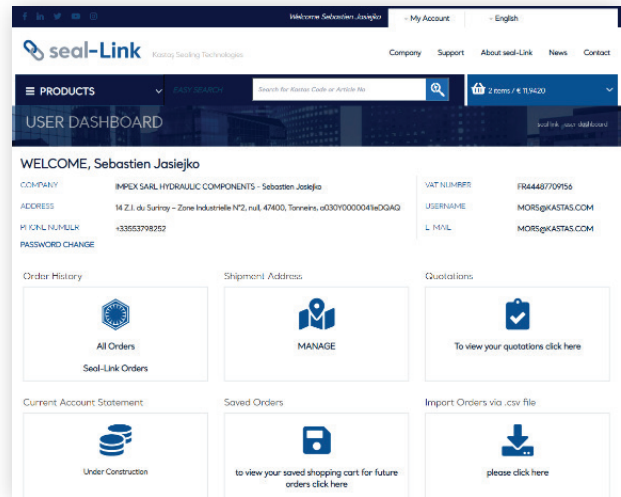 Welcome Sebastien Jasiejko
My Account
English
seal-Link
Kastaş Sealing Technologies
Company Support About seal-Link News Contact
PRODUCTS
EASY SEARCH
Search for Kastas Code or Article No
2 items / € 11,9420
USER DASHBOARD
seal link user dashboard
WELCOME, Sebastien Jasiejko
COMPANY IMPEX SARL HYDRAULIC COMPONENTS - Sebastien Jasiejko VAT NUMBER FR44487709156
ADDRESS 14 Z.I. du Suriray – Zone Industrielle N°2, null, 47400, Tonneins, USERNAME MORS@KASTAS.COM
PHONE NUMBER +33553798252 E-MAIL MORS@KASTAS.COM
PASSWORD CHANGE
Order History Shipment Address Quotations
All Orders MANAGE To view your quotations click here
Seal-Link Orders
Current Account Statement Saved Orders Import Orders via .csv file
Under Construction to view your saved shopping cart for future please click here
orders click here